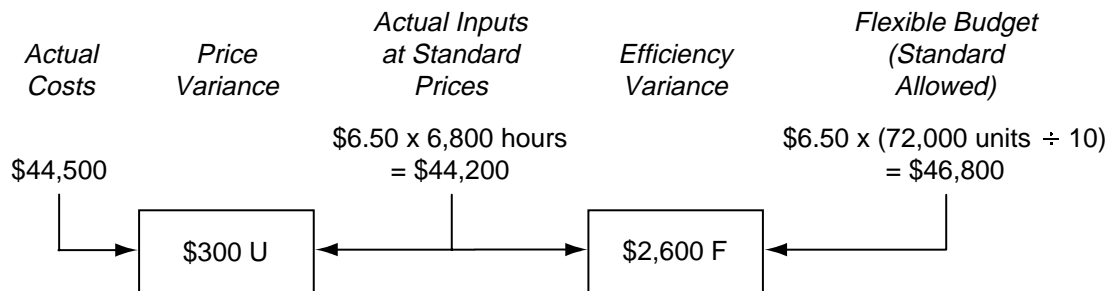 Actual
Costs
Price
Variance
Actual Inputs
at Standard
Prices
Efficiency
Variance
Flexible Budget
(Standard
Allowed)
$44,500
$6.50 x 6,800 hours
= $44,200
$6.50 x (72,000 units ÷ 10)
= $46,800
$300 U
$2,600 F